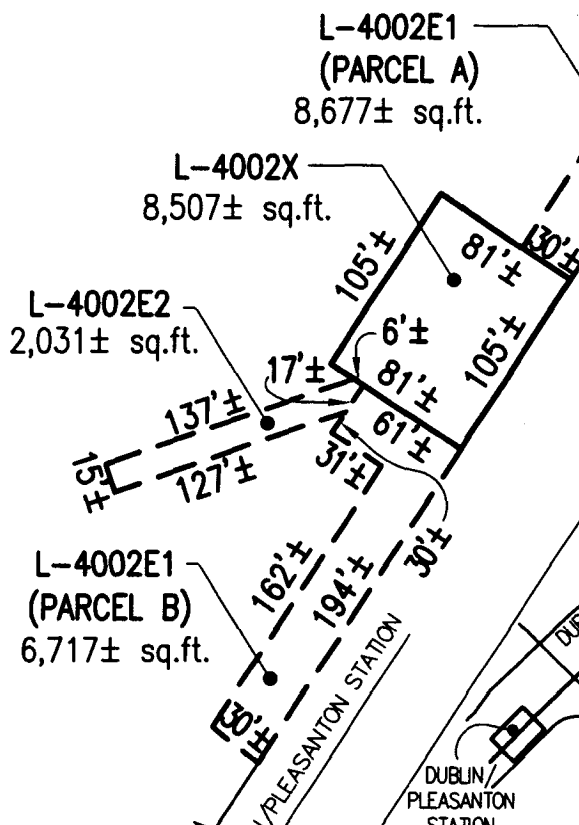 L-4002E1
(PARCEL A)
8,677± sq.ft.
L-4002X
8,507± sq.ft.
30'±
81'±
105'±
105'±
L-4002E2
2,031± sq.ft.
6'±
17'±
81'±
137'±
61'±
15'±
127'±
31'±
30'±
L-4002E1
(PARCEL B)
6,717± sq.ft.
162'±
194'±
30'±
/PLEASANTON STATION
DUBLIN/
PLEASANTON
STATION